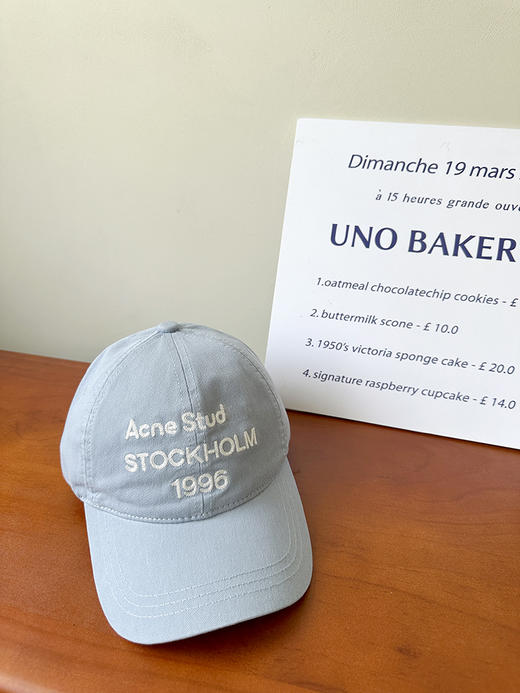 Acne Stud
STOCKHOLM
1996
Dimanche 19 mars
à 15 heures grande ouve
UNO BAKER
1.oatmeal chocolatechip cookies - £
2. buttermilk scone - £ 10.0
3. 1950's victoria sponge cake - £ 20.0
4. signature raspberry cupcake - £ 14.0